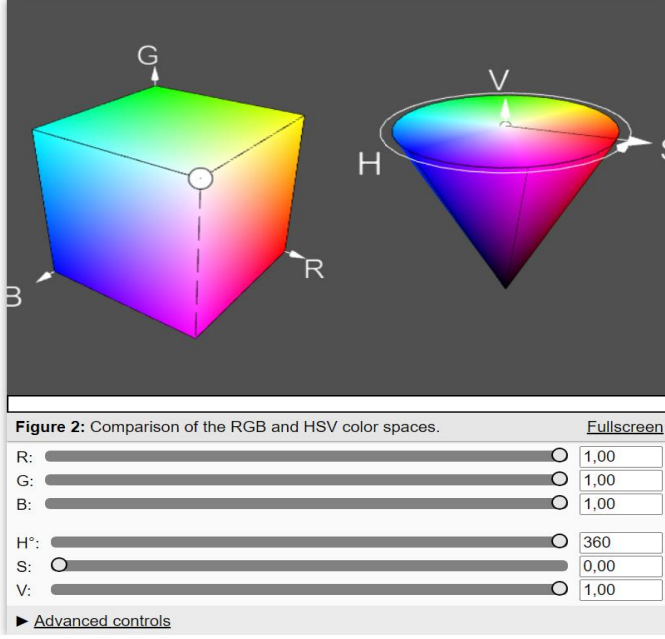 G
V
S
H
R
B
Figure 2: Comparison of the RGB and HSV color spaces. Fullscreen
R: 1,00
G: 1,00
B: 1,00
H°: 360
S: 0,00
V: 1,00
► Advanced controls